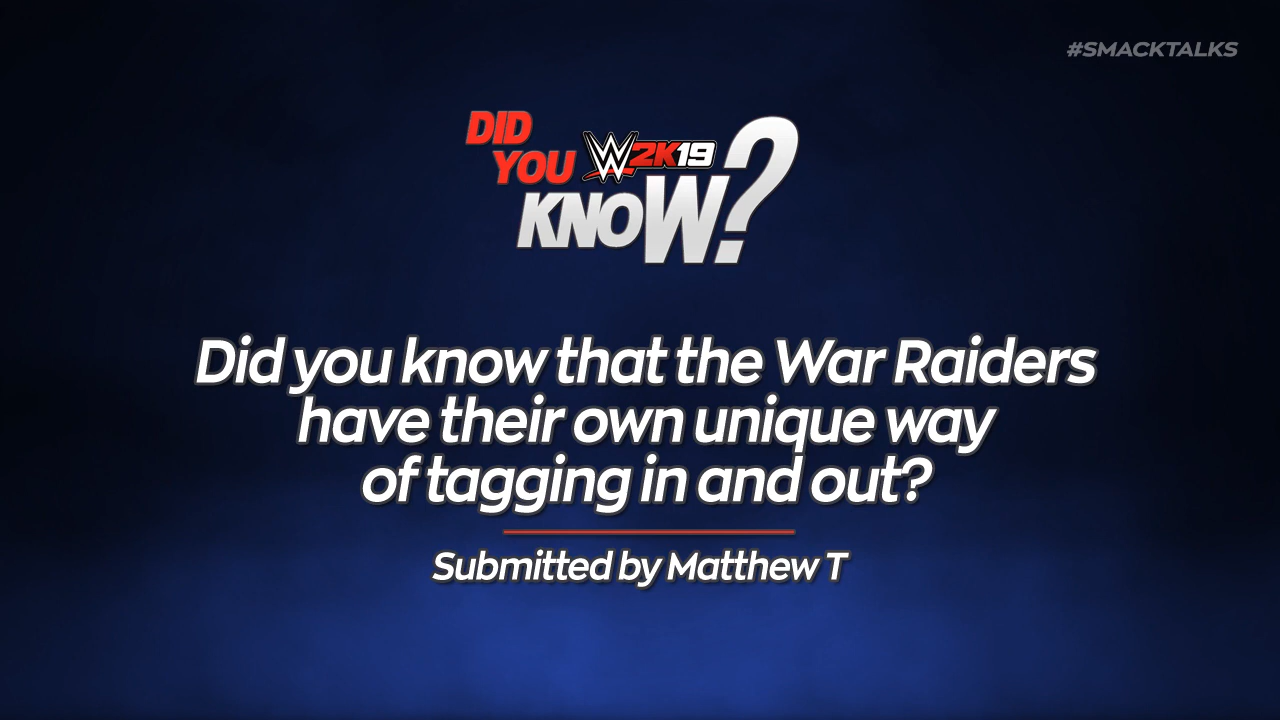 #SMACKTALKS
DID
YOU W 2K19
KNOW?
Did you know that the War Raiders
have their own unique way
of tagging in and out?
Submitted by Matthew T